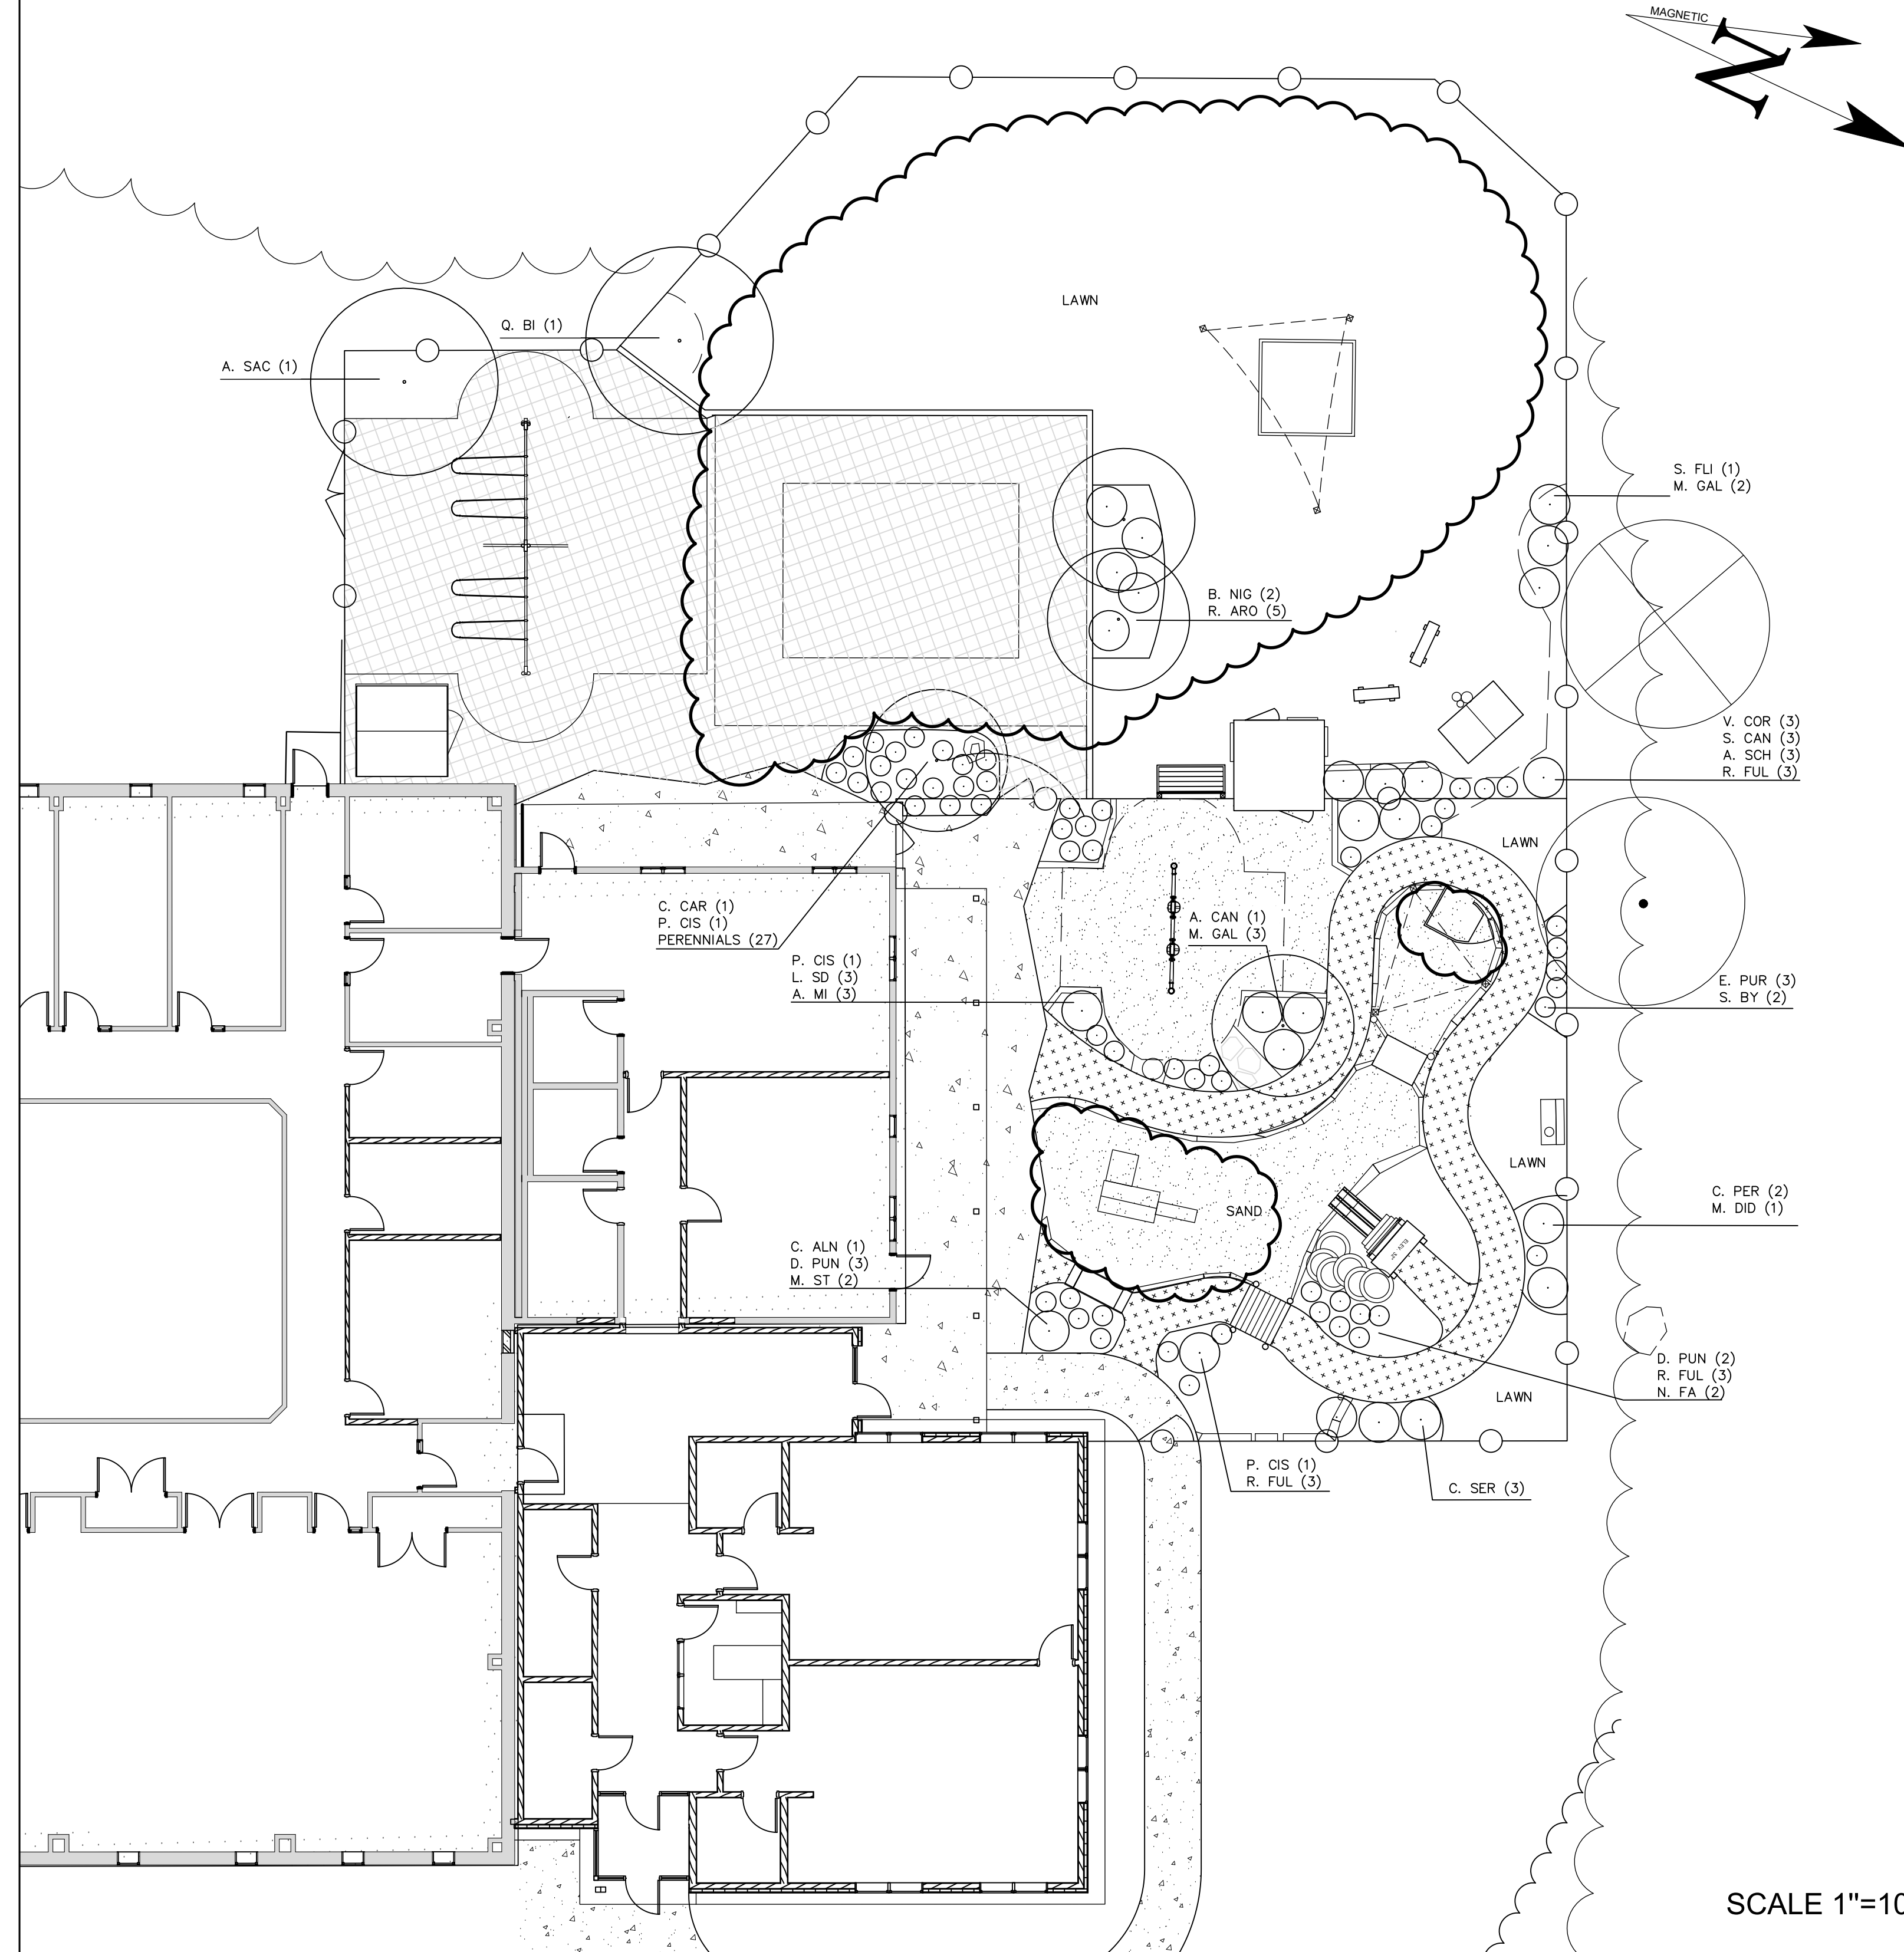 MAGNETIC
N
LAWN
Q. BI (1)
A. SAC (1)
S. FLI (1)
M. GAL (2)
B. NIG (2)
R. ARO (5)
V. COR (3)
S. CAN (3)
A. SCH (3)
R. FUL (3)
LAWN
C. CAR (1)
P. CIS (1)
PERENNIALS (27)
A. CAN (1)
M. GAL (3)
P. CIS (1)
L. SD (3)
A. MI (3)
E. PUR (3)
S. BY (2)
LAWN
C. PER (2)
M. DID (1)
SAND
ELEV. 32"
C. ALN (1)
D. PUN (3)
M. ST (2)
D. PUN (2)
R. FUL (3)
N. FA (2)
LAWN
P. CIS (1)
R. FUL (3)
C. SER (3)
SCALE 1"=10